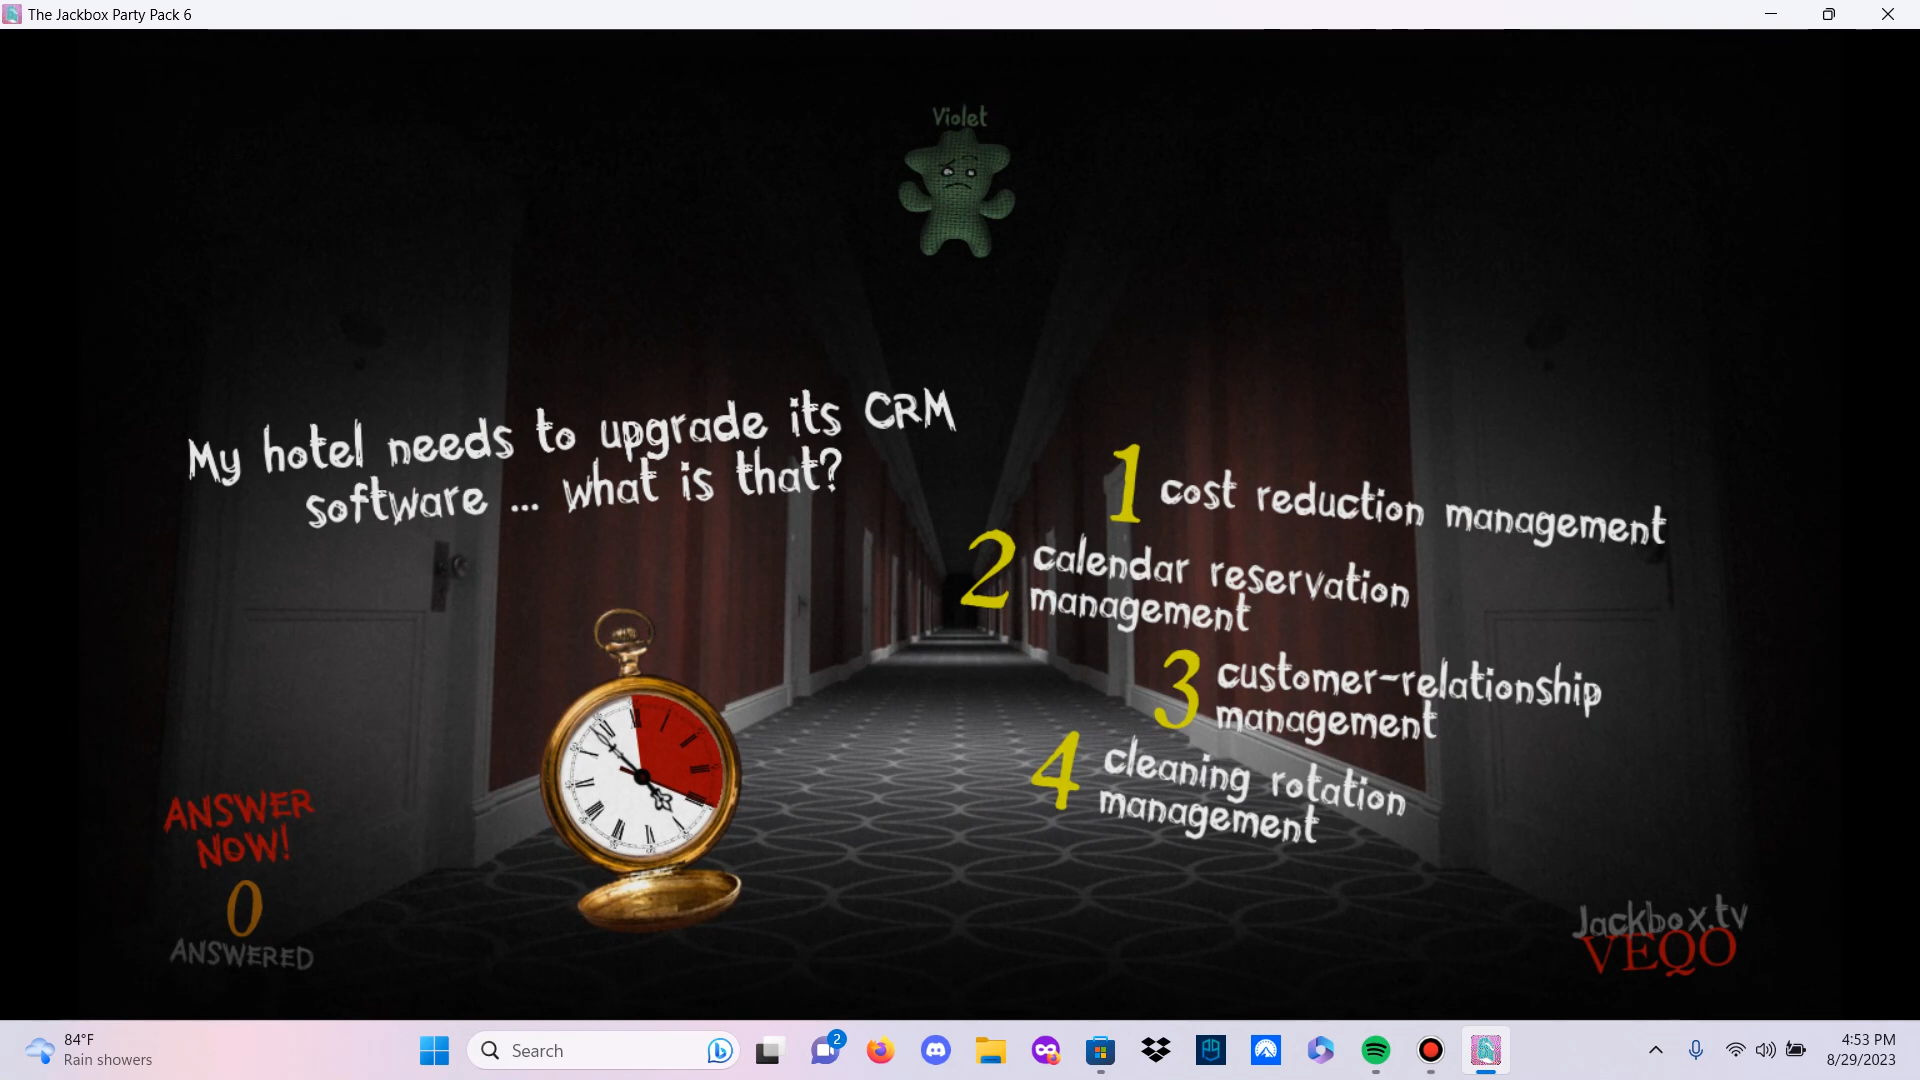 The Jackbox Party Pack 6
Violet
My hotel needs to upgrade its CRM
software ... what is that?
1 cost reduction management
2 calendar reservation
management
3 customer-relationship
management
4 cleaning rotation
management
ANSWER
NOW!
0
ANSWERED
Jackbox.tv
VEQO
84°F
Rain showers
Search
2
4:53 PM
8/29/2023